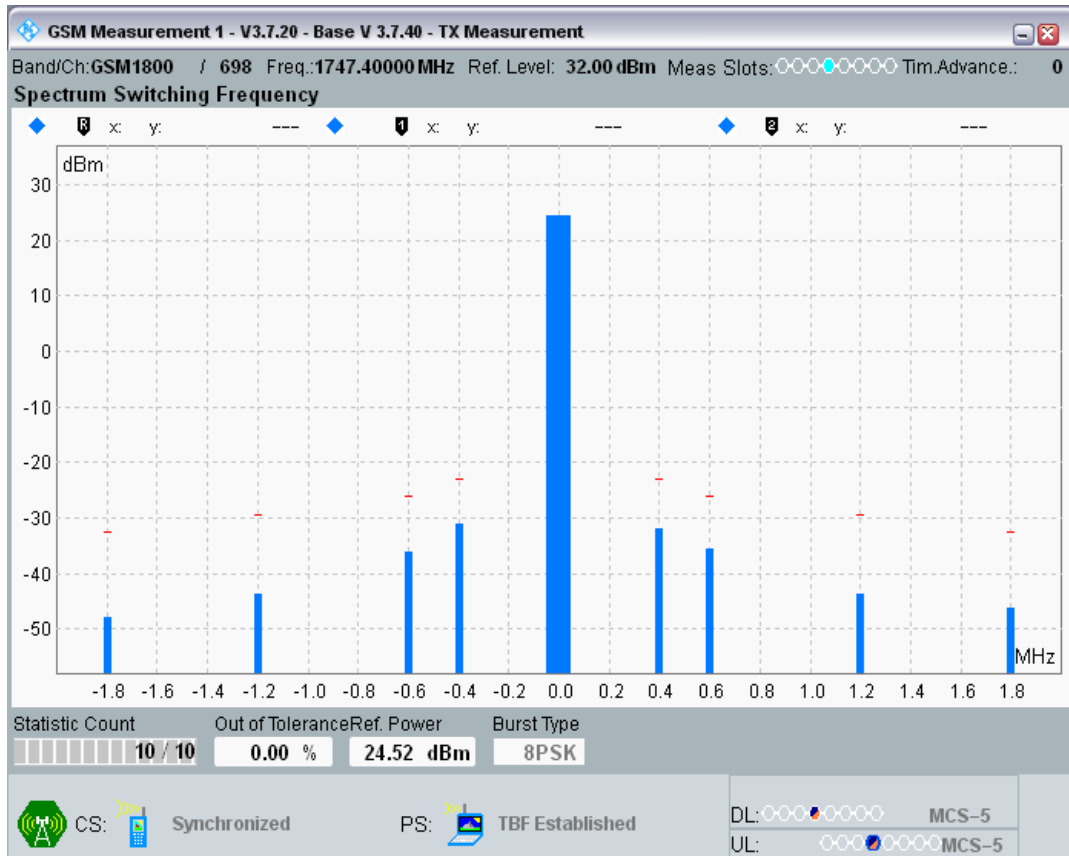 GSM Measurement 1 - V3.7.20 - Base V 3.7.40 - TX Measurement
Band/Ch:GSM1800 / 698 Freq.:1747.40000 MHz Ref. Level: 32.00 dBm Meas Slots: Tim.Advance.: 0
Spectrum Switching Frequency
R x: y: --- 1 x: y: --- 2 x: y: ---
dBm
30
20
10
0
-10
-20
-30
-40
-50
MHz
-1.8 -1.6 -1.4 -1.2 -1.0 -0.8 -0.6 -0.4 -0.2 0.0 0.2 0.4 0.6 0.8 1.0 1.2 1.4 1.6 1.8
Statistic Count Out of Tolerance Ref. Power Burst Type
10 / 10 0.00 % 24.52 dBm 8PSK
CS: Synchronized PS: TBF Established DL: MCS-5
UL: MCS-5